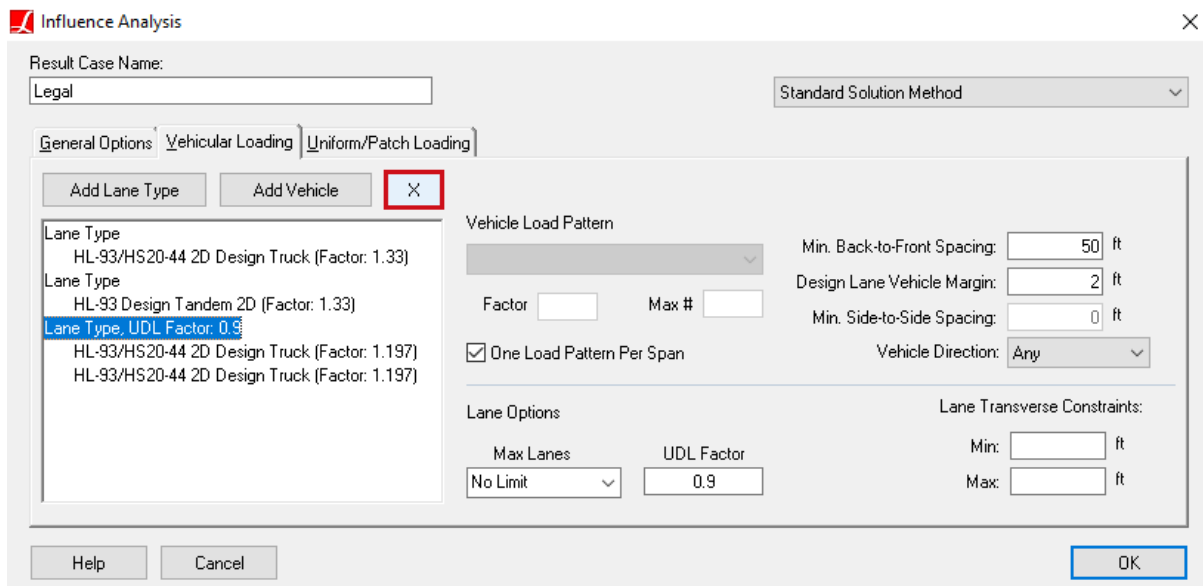 Influence Analysis
Result Case Name:
Legal
Standard Solution Method
General Options Vehicular Loading Uniform/Patch Loading
Add Lane Type Add Vehicle X
Lane Type
HL-93/HS20-44 2D Design Truck (Factor: 1.33)
Lane Type
HL-93 Design Tandem 2D (Factor: 1.33)
Lane Type, UDL Factor: 0.9
HL-93/HS20-44 2D Design Truck (Factor: 1.197)
HL-93/HS20-44 2D Design Truck (Factor: 1.197)
Vehicle Load Pattern
Factor Max #
One Load Pattern Per Span
Min. Back-to-Front Spacing: 50 ft
Design Lane Vehicle Margin: 2 ft
Min. Side-to-Side Spacing: 0 ft
Vehicle Direction: Any
Lane Options
Max Lanes UDL Factor
No Limit 0.9
Lane Transverse Constraints:
Min: ft
Max: ft
Help Cancel OK